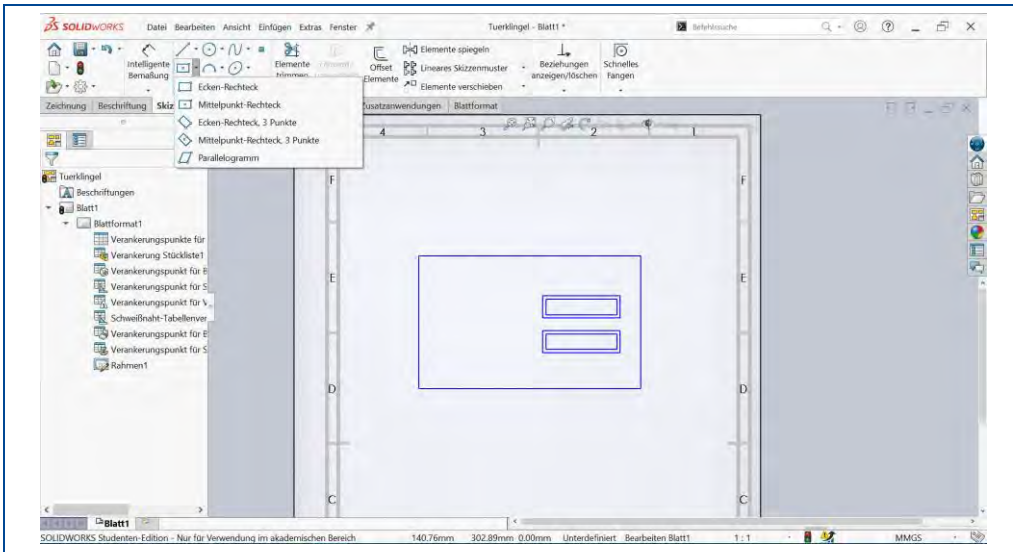 SOLIDWORKS Datei Bearbeiten Ansicht Einfügen Extras Fenster Tuerklingel - Blatt1 * Befehlssuche
Intelligente Bemaßung
Elemente trimmen
Offset Elemente
Elemente spiegeln
Lineares Skizzenmuster
Elemente verschieben
Beziehungen anzeigen/löschen
Schnelles Fangen
Zeichnung Beschriftung Skiz Zusatzanwendungen Blattformat
Ecken-Rechteck
Mittelpunkt-Rechteck
Ecken-Rechteck, 3 Punkte
Mittelpunkt-Rechteck, 3 Punkte
Parallelogramm
Tuerklingel
Beschriftungen
Blatt1
Blattformat1
Verankerungspunkte für
Verankerung Stückliste1
Verankerungspunkt für B
Verankerungspunkt für S
Verankerungspunkt für V
Schweißnaht-Tabellenver
Verankerungspunkt für E
Verankerungspunkt für S
Rahmen1
4 3 2 1
F F
E E
D D
C C
Blatt1
SOLIDWORKS Studenten-Edition - Nur für Verwendung im akademischen Bereich 140.76mm 302.89mm 0.00mm Unterdefiniert Bearbeiten Blatt1 1 : 1 MMGS